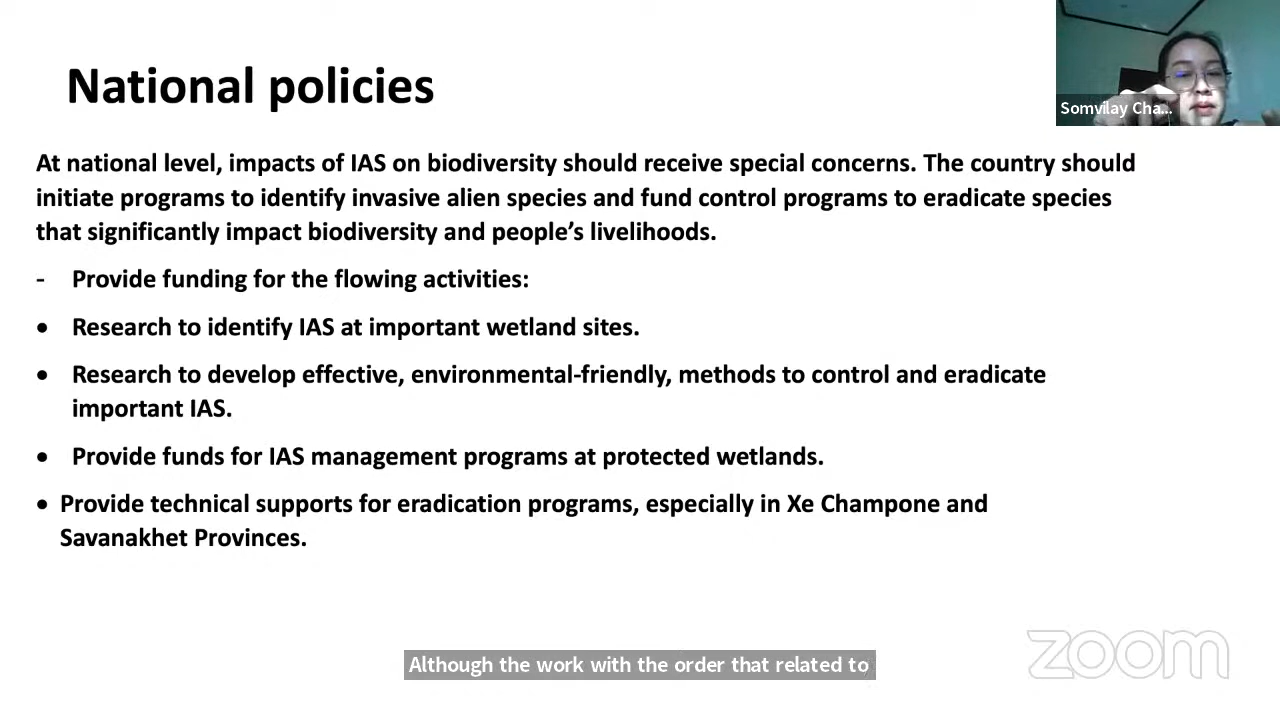 National policies
Somvilay Cha...
At national level, impacts of IAS on biodiversity should receive special concerns. The country should
initiate programs to identify invasive alien species and fund control programs to eradicate species
that significantly impact biodiversity and people’s livelihoods.
- Provide funding for the flowing activities:
• Research to identify IAS at important wetland sites.
• Research to develop effective, environmental-friendly, methods to control and eradicate
important IAS.
• Provide funds for IAS management programs at protected wetlands.
• Provide technical supports for eradication programs, especially in Xe Champone and
Savanakhet Provinces.
Although the work with the order that related to
zoom